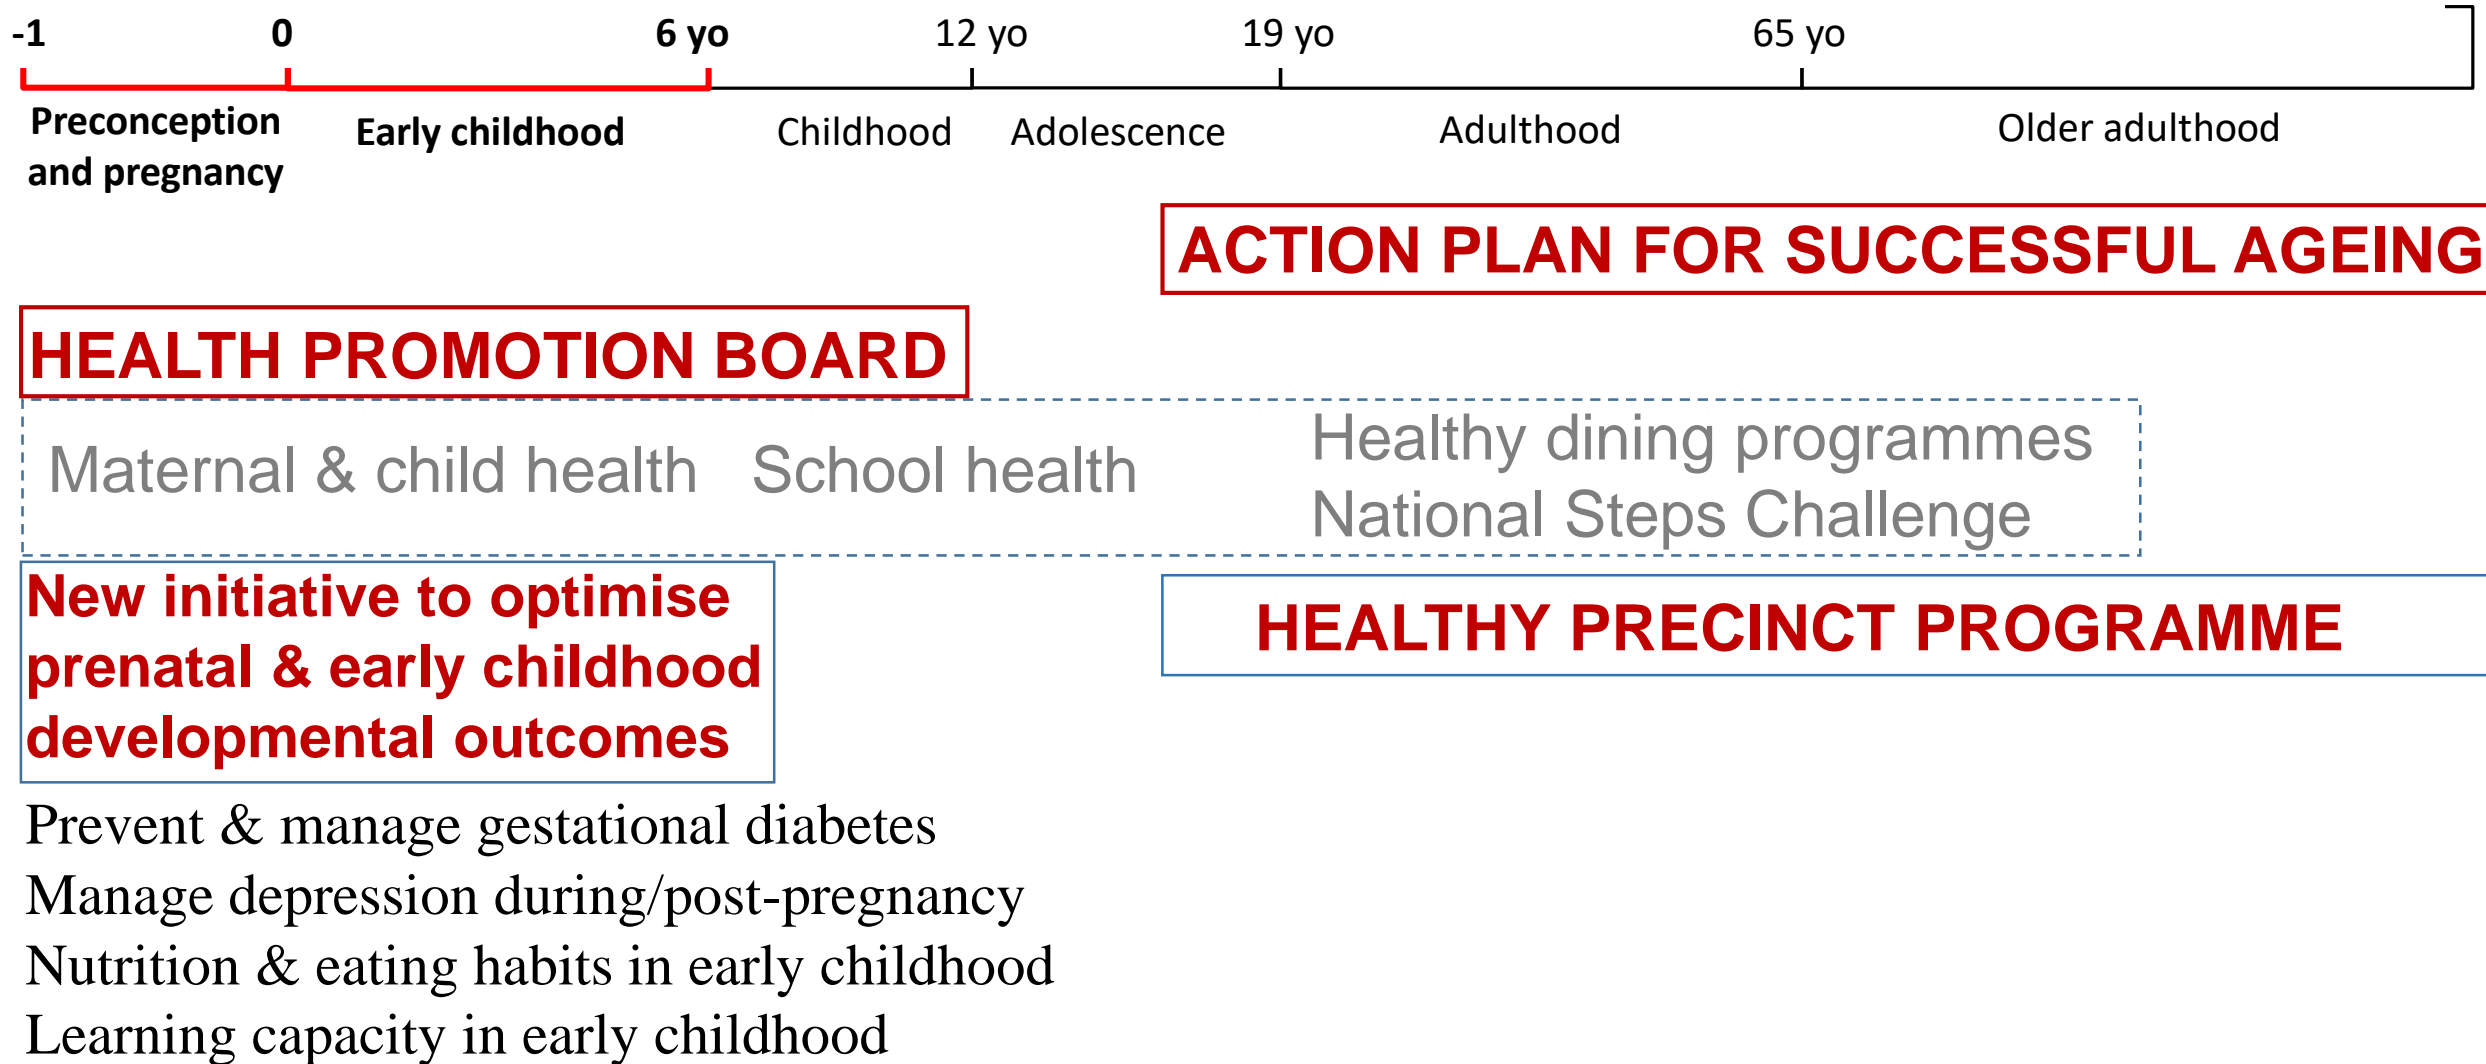 -1 0 6 yo 12 yo 19 yo 65 yo
Preconception
and pregnancy
Early childhood
Childhood
Adolescence
Adulthood
Older adulthood
ACTION PLAN FOR SUCCESSFUL AGEING
HEALTH PROMOTION BOARD
Maternal & child health
School health
Healthy dining programmes
National Steps Challenge
New initiative to optimise
prenatal & early childhood
developmental outcomes
HEALTHY PRECINCT PROGRAMME
Prevent & manage gestational diabetes
Manage depression during/post-pregnancy
Nutrition & eating habits in early childhood
Learning capacity in early childhood